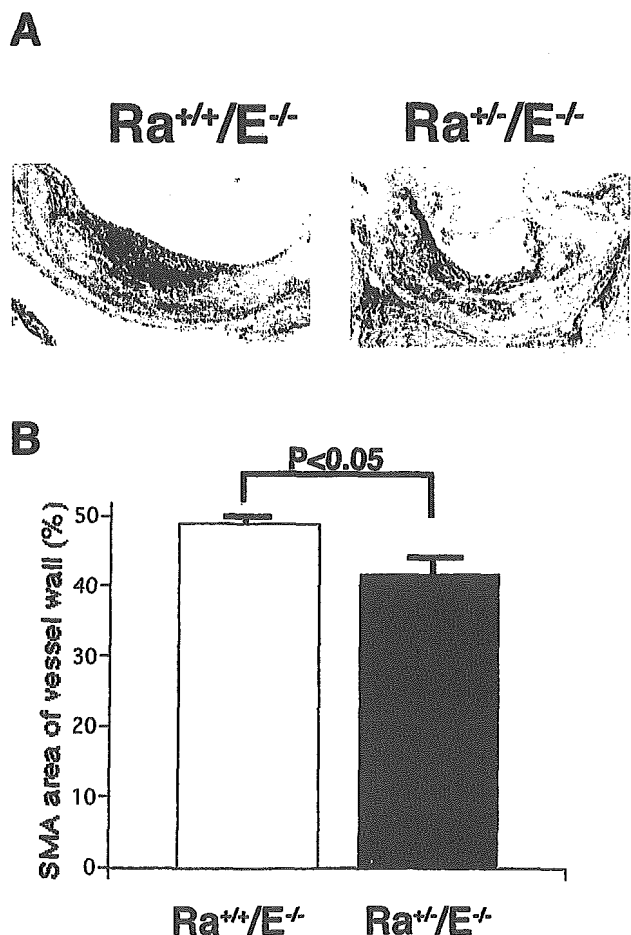 A
Ra+/+/E-/- Ra+/-/E-/-
B
P<0.05
SMA area of vessel wall (%)
50
40
30
20
10
0
Ra+/+/E-/- Ra+/-/E-/-